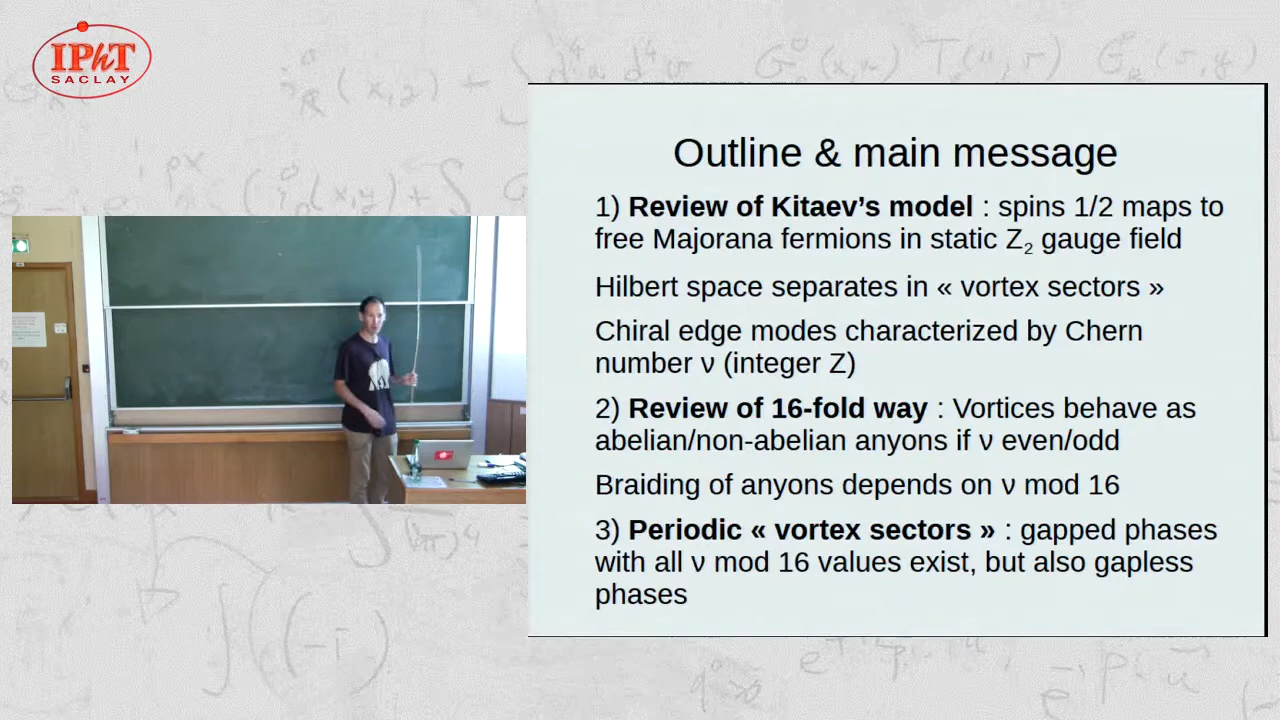 IPhT
SACLAY
Outline & main message
1) Review of Kitaev's model : spins 1/2 maps to
free Majorana fermions in static Z₂ gauge field
Hilbert space separates in « vortex sectors »
Chiral edge modes characterized by Chern
number ν (integer Z)
2) Review of 16-fold way : Vortices behave as
abelian/non-abelian anyons if ν even/odd
Braiding of anyons depends on ν mod 16
3) Periodic « vortex sectors » : gapped phases
with all ν mod 16 values exist, but also gapless
phases